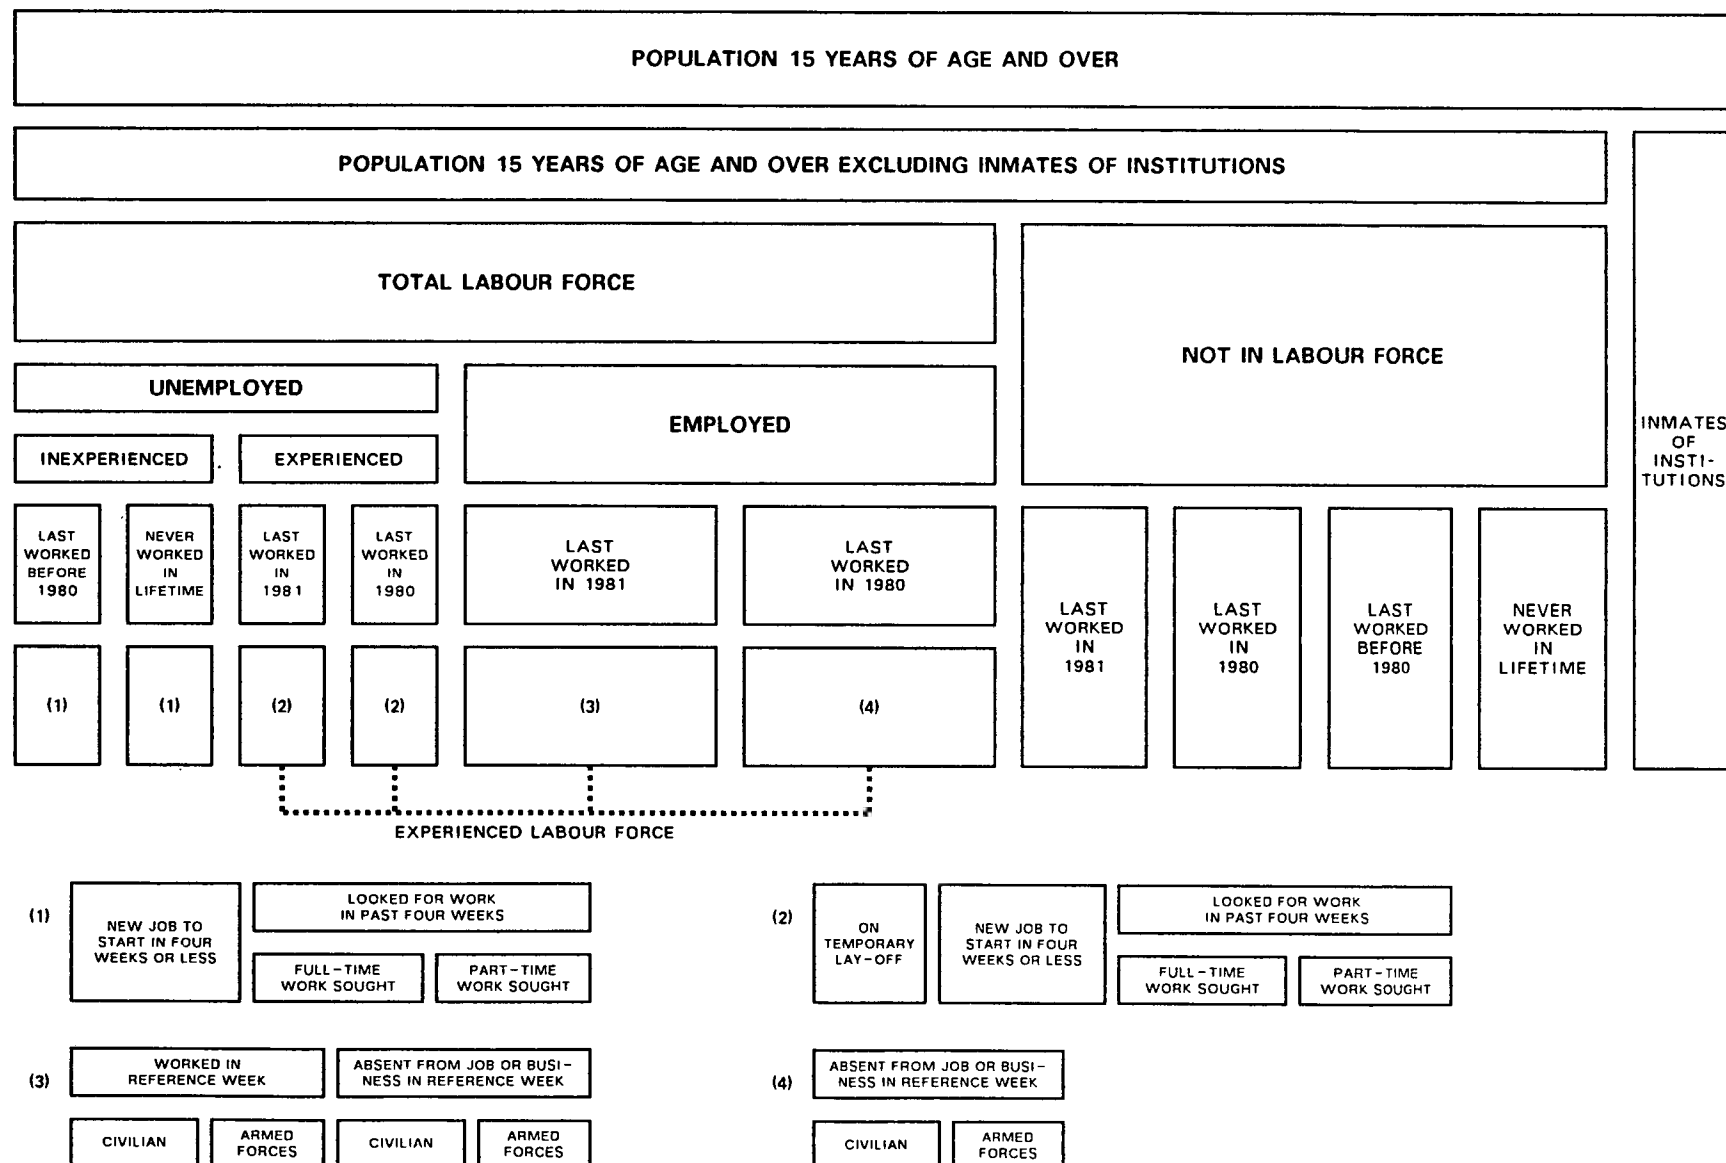 POPULATION 15 YEARS OF AGE AND OVER
POPULATION 15 YEARS OF AGE AND OVER EXCLUDING INMATES OF INSTITUTIONS
TOTAL LABOUR FORCE
NOT IN LABOUR FORCE
INMATES
OF
INSTI-
TUTIONS
UNEMPLOYED
EMPLOYED
INEXPERIENCED
EXPERIENCED
LAST
WORKED
BEFORE
1980
NEVER
WORKED
IN
LIFETIME
LAST
WORKED
IN
1981
LAST
WORKED
IN
1980
LAST
WORKED
IN 1981
LAST
WORKED
IN 1980
LAST
WORKED
IN
1981
LAST
WORKED
IN
1980
LAST
WORKED
BEFORE
1980
NEVER
WORKED
IN
LIFETIME
(1)
(1)
(2)
(2)
(3)
(4)
EXPERIENCED LABOUR FORCE
(1)
NEW JOB TO
START IN FOUR
WEEKS OR LESS
LOOKED FOR WORK
IN PAST FOUR WEEKS
FULL-TIME
WORK SOUGHT
PART-TIME
WORK SOUGHT
(2)
ON
TEMPORARY
LAY-OFF
NEW JOB TO
START IN FOUR
WEEKS OR LESS
LOOKED FOR WORK
IN PAST FOUR WEEKS
FULL-TIME
WORK SOUGHT
PART-TIME
WORK SOUGHT
(3)
WORKED IN
REFERENCE WEEK
ABSENT FROM JOB OR BUSI-
NESS IN REFERENCE WEEK
CIVILIAN
ARMED
FORCES
CIVILIAN
ARMED
FORCES
(4)
ABSENT FROM JOB OR BUSI-
NESS IN REFERENCE WEEK
CIVILIAN
ARMED
FORCES